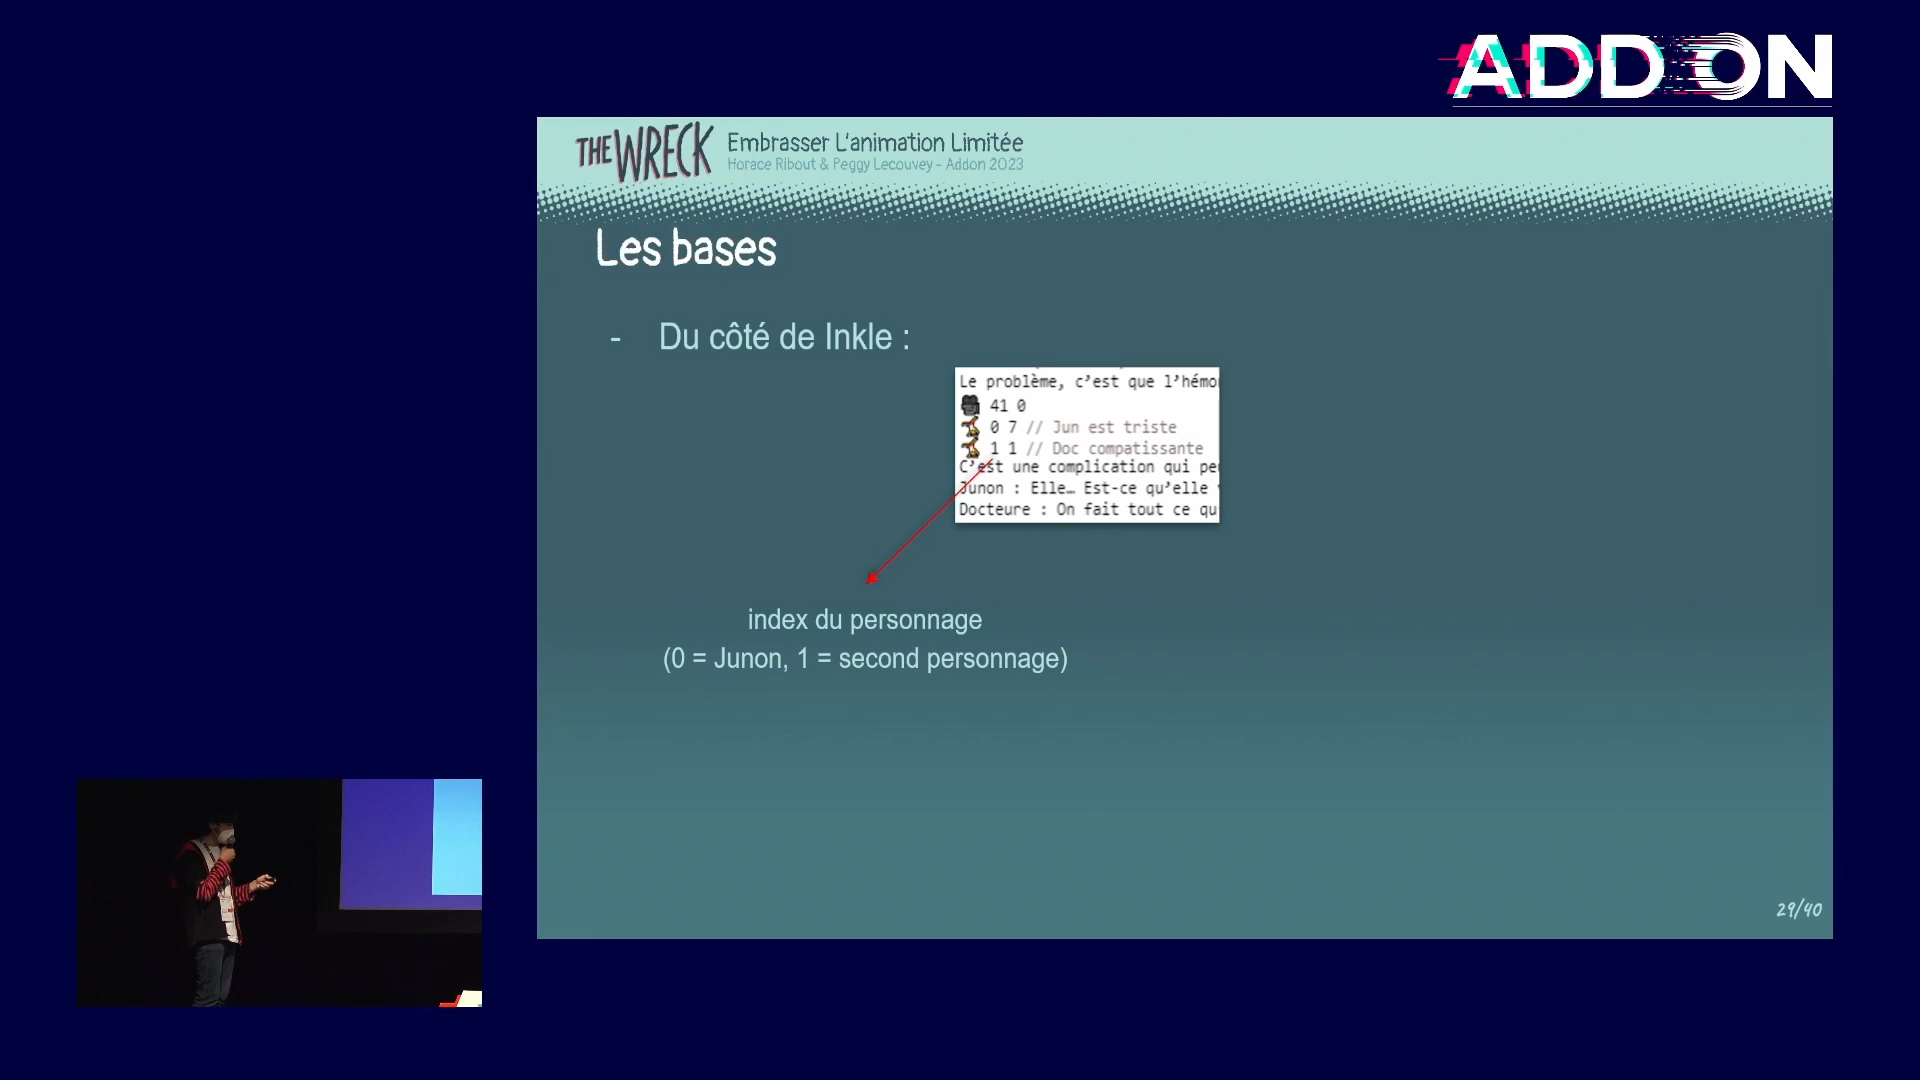 ADD ON
THE WRECK
Embrasser L'animation Limitée
Horace Ribout & Peggy Lecouvey - Addon 2023
Les bases
- Du côté de Inkle :
Le problème, c'est que l'hémo
41 0
0 7 // Jun est triste
1 1 // Doc compatissante
C'est une complication qui pe
Junon : Elle… Est-ce qu'elle
Docteure : On fait tout ce qu
index du personnage
(0 = Junon, 1 = second personnage)
29/40